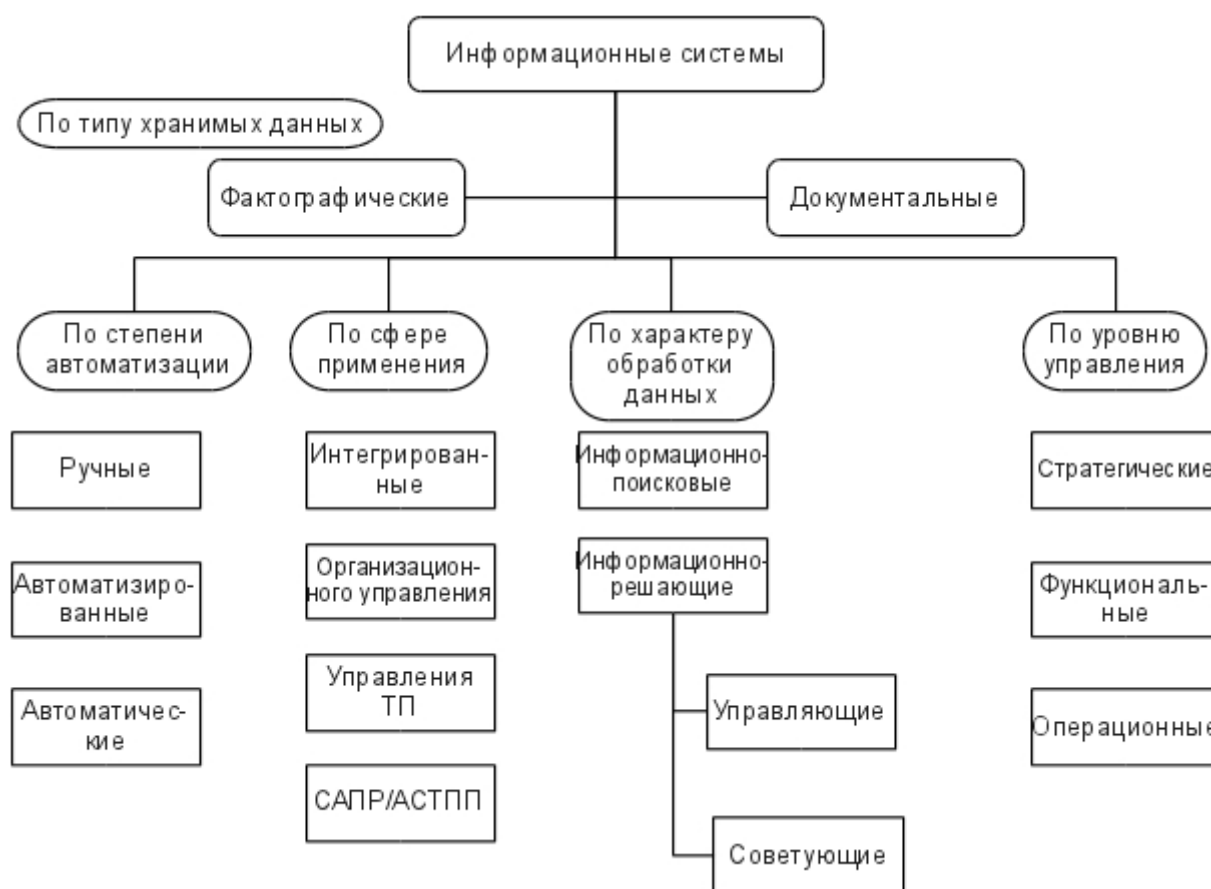 Информационные системы
По типу хранимых данных
Фактографические
Документальные
По степени
автоматизации
По сфере
применения
По характеру
обработки
данных
По уровню
управления
Ручные
Автоматизиро-
ванные
Автоматичес-
кие
Интегрирован-
ные
Организацион-
ного управления
Управления
ТП
САПР/АСТПП
Информационно-
поисковые
Информационно-
решающие
Управляющие
Советующие
Стратегические
Функциональ-
ные
Операционные